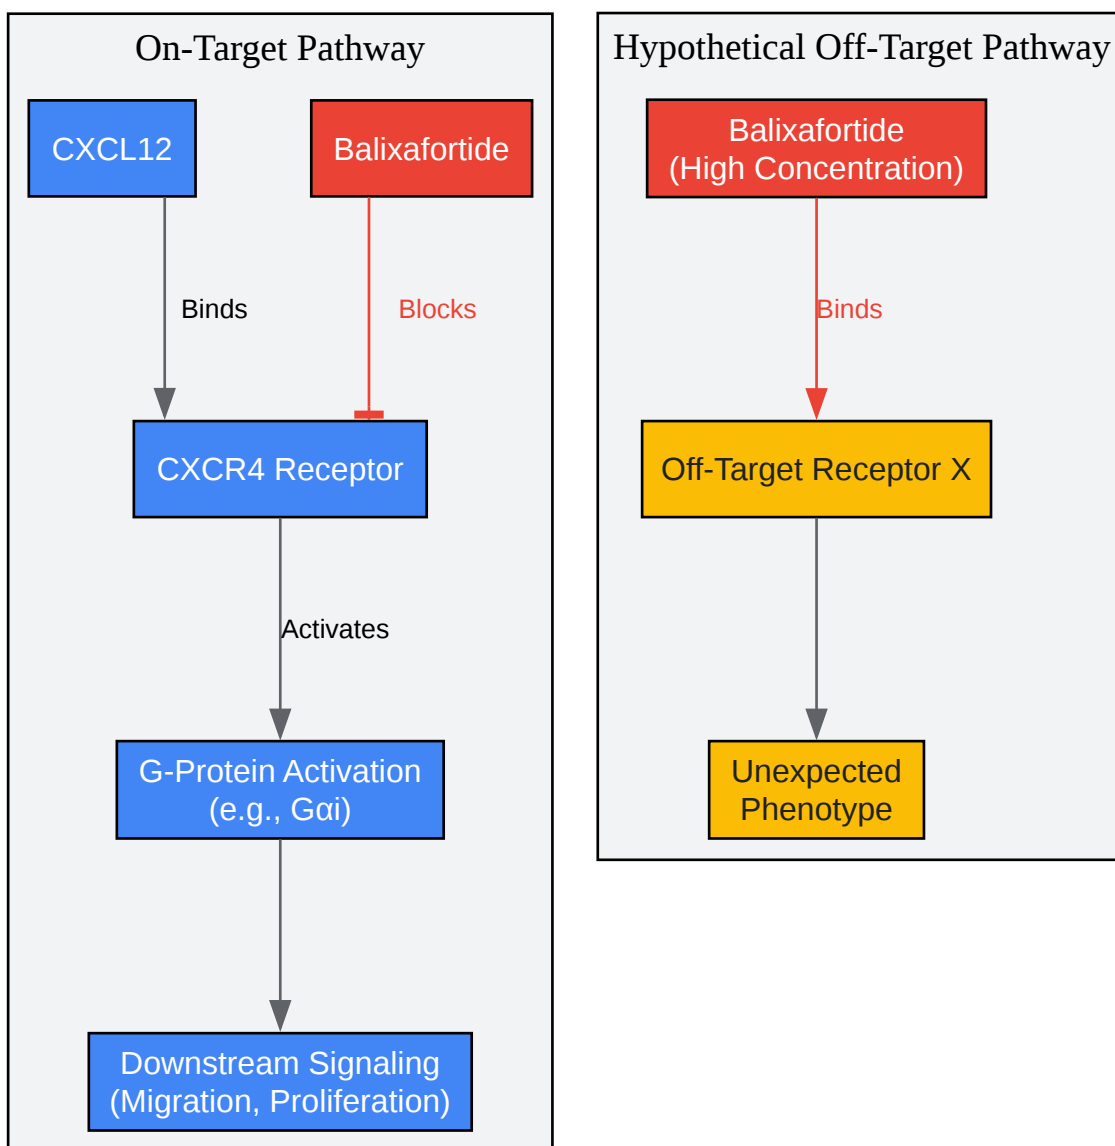 On-Target Pathway
CXCL12
Balixafortide
Binds
Blocks
CXCR4 Receptor
Activates
G-Protein Activation
(e.g., Gαi)
Downstream Signaling
(Migration, Proliferation)
Hypothetical Off-Target Pathway
Balixafortide
(High Concentration)
Binds
Off-Target Receptor X
Unexpected
Phenotype